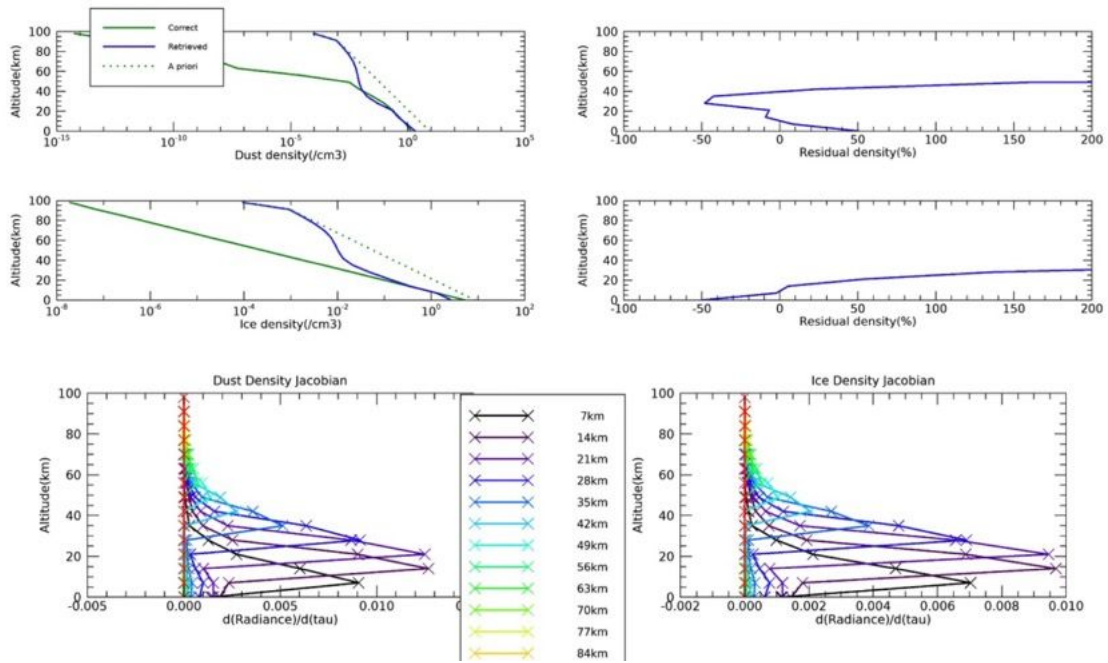 Correct
Retrieved
A priori
Altitude(km)
100
80
60
40
20
0
10^-15 10^-10 10^-5 10^0 10^5
Dust density(/cm3)
Altitude(km)
100
80
60
40
20
0
-100 -50 0 50 100 150 200
Residual density(%)
Altitude(km)
100
80
60
40
20
0
10^-8 10^-6 10^-4 10^-2 10^0 10^2
Ice density(/cm3)
Altitude(km)
100
80
60
40
20
0
-100 -50 0 50 100 150 200
Residual density(%)
Dust Density Jacobian
Altitude(km)
100
80
60
40
20
0
-0.005 0.000 0.005 0.010
d(Radiance)/d(tau)
7km
14km
21km
28km
35km
42km
49km
56km
63km
70km
77km
84km
Ice Density Jacobian
Altitude(km)
100
80
60
40
20
0
-0.002 0.000 0.002 0.004 0.006 0.008 0.010
d(Radiance)/d(tau)